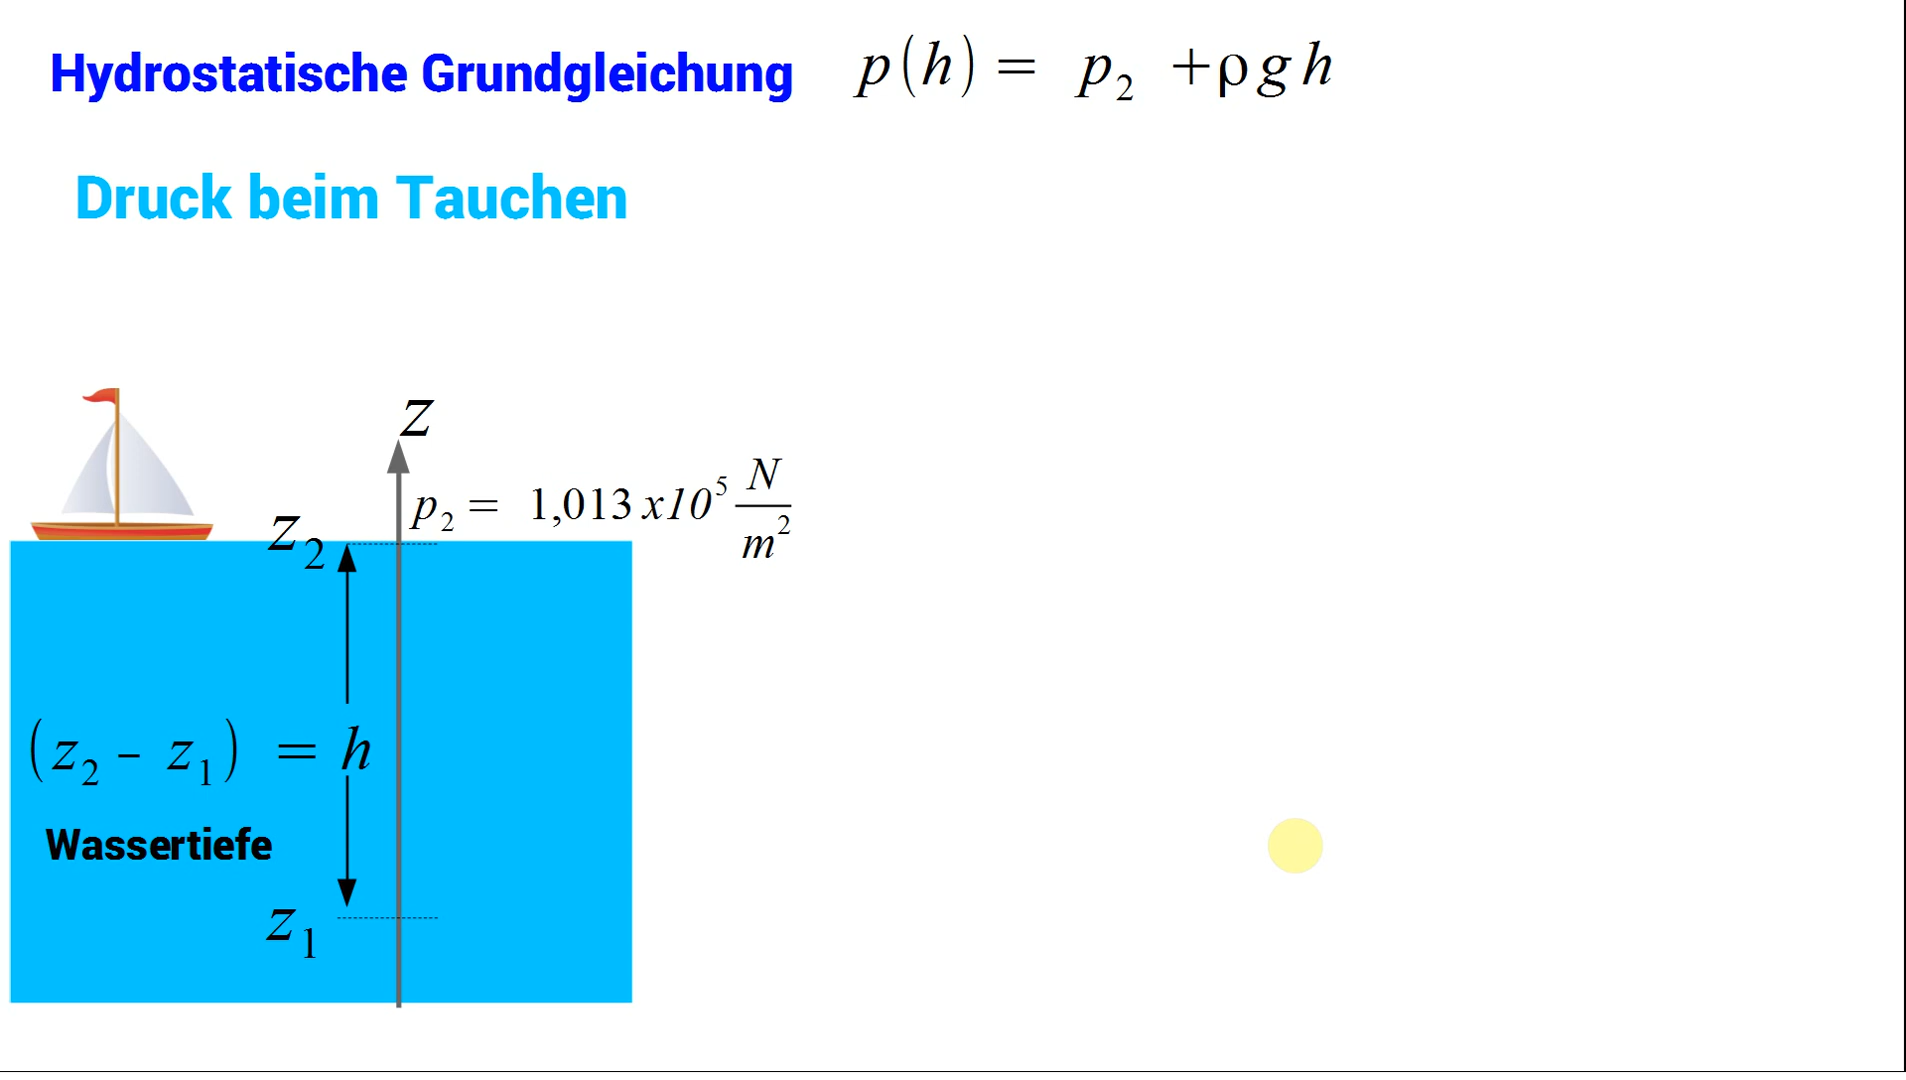 Hydrostatische Grundgleichung p(h) = p₂ +ρgh
Druck beim Tauchen
z
p₂ = 1,013 x10⁵ N/m²
z₂
(z₂ − z₁) = h
Wassertiefe
z₁